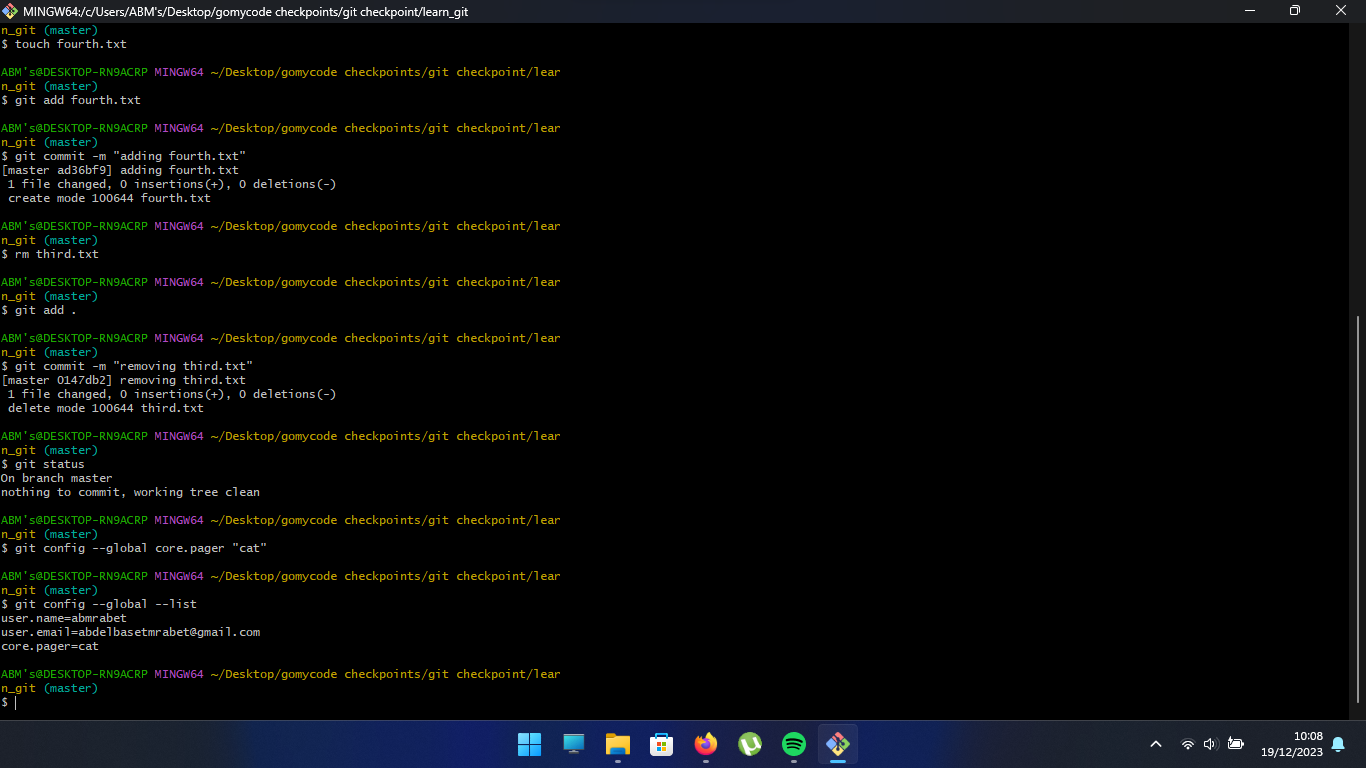 MINGW64:/c/Users/ABM's/Desktop/gomycode checkpoints/git checkpoint/learn_git
n_git (master)
$ touch fourth.txt
ABM's@DESKTOP-RN9ACRP MINGW64 ~/Desktop/gomycode checkpoints/git checkpoint/lear
n_git (master)
$ git add fourth.txt
ABM's@DESKTOP-RN9ACRP MINGW64 ~/Desktop/gomycode checkpoints/git checkpoint/lear
n_git (master)
$ git commit -m "adding fourth.txt"
[master ad36bf9] adding fourth.txt
 1 file changed, 0 insertions(+), 0 deletions(-)
 create mode 100644 fourth.txt
ABM's@DESKTOP-RN9ACRP MINGW64 ~/Desktop/gomycode checkpoints/git checkpoint/lear
n_git (master)
$ rm third.txt
ABM's@DESKTOP-RN9ACRP MINGW64 ~/Desktop/gomycode checkpoints/git checkpoint/lear
n_git (master)
$ git add .
ABM's@DESKTOP-RN9ACRP MINGW64 ~/Desktop/gomycode checkpoints/git checkpoint/lear
n_git (master)
$ git commit -m "removing third.txt"
[master 0147db2] removing third.txt
 1 file changed, 0 insertions(+), 0 deletions(-)
 delete mode 100644 third.txt
ABM's@DESKTOP-RN9ACRP MINGW64 ~/Desktop/gomycode checkpoints/git checkpoint/lear
n_git (master)
$ git status
On branch master
nothing to commit, working tree clean
ABM's@DESKTOP-RN9ACRP MINGW64 ~/Desktop/gomycode checkpoints/git checkpoint/lear
n_git (master)
$ git config --global core.pager "cat"
ABM's@DESKTOP-RN9ACRP MINGW64 ~/Desktop/gomycode checkpoints/git checkpoint/lear
n_git (master)
$ git config --global --list
user.name=abmrabet
user.email=abdelbasetmrabet@gmail.com
core.pager=cat
ABM's@DESKTOP-RN9ACRP MINGW64 ~/Desktop/gomycode checkpoints/git checkpoint/lear
n_git (master)
$
10:08
19/12/2023